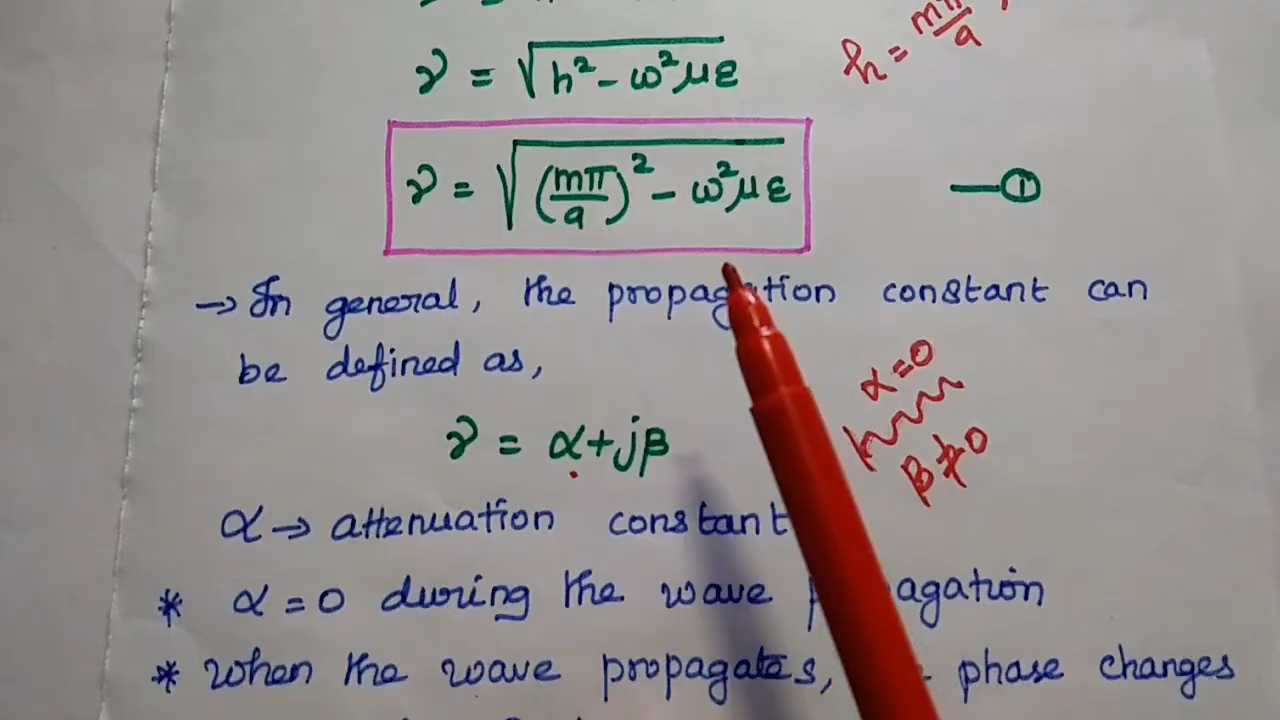 γ = √h² - ω²με
h = mπ/a
γ = √(mπ/a)² - ω²με —①
→ In general, the propagation constant can
be defined as,
α = 0
γ = α + jβ
β ≠ 0
α → attenuation constant
* α = 0 during the wave
* when the wave propagates, phase changes